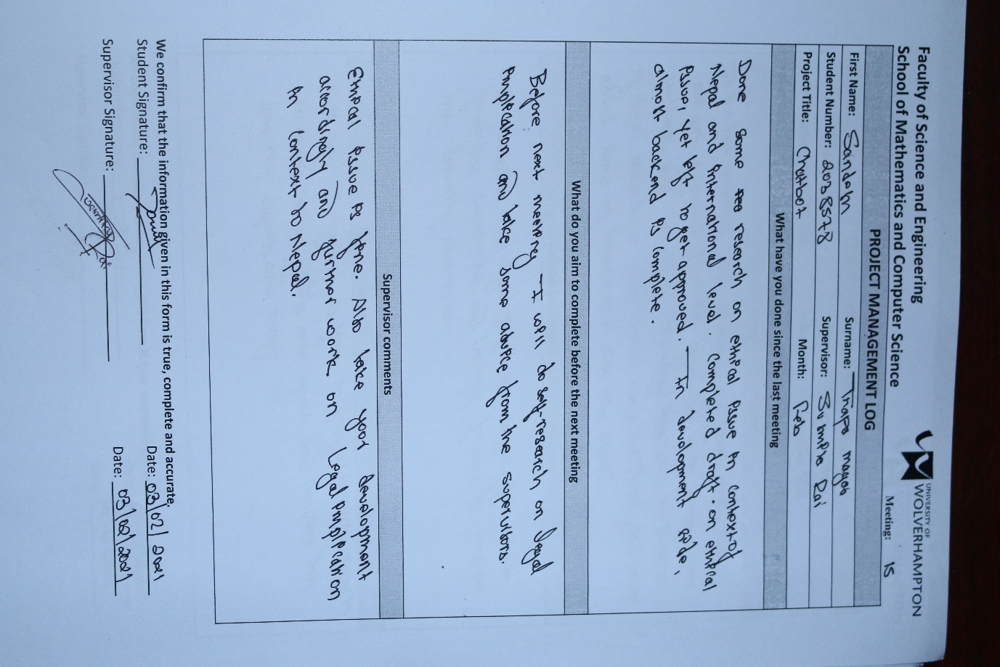 Faculty of Science and Engineering
School of Mathematics and Computer Science
UNIVERSITY OF
WOLVERHAMPTON
Meeting: 15
PROJECT MANAGEMENT LOG
First Name: Sandesh Surname: Thapa magar
Student Number: 2038578 Supervisor: Rai
Project Title: Chatbot Month: Feb
What have you done since the last meeting
Done some research on ethical issue in context of
Nepal and international level. Completed draft on ethical
issue, yet left to get approved. In development side,
almost backend is complete.
What do you aim to complete before the next meeting
Before next meeting I will do self-research on legal
implication and take some advice from the supervisors.
Supervisor comments
Ethical issue is fine. Also take your development
accordingly and further work on Legal implication
in context to Nepal.
We confirm that the information given in this form is true, complete and accurate.
Student Signature: Date: 03/02/2021
Supervisor Signature: Date: 03/02/2021